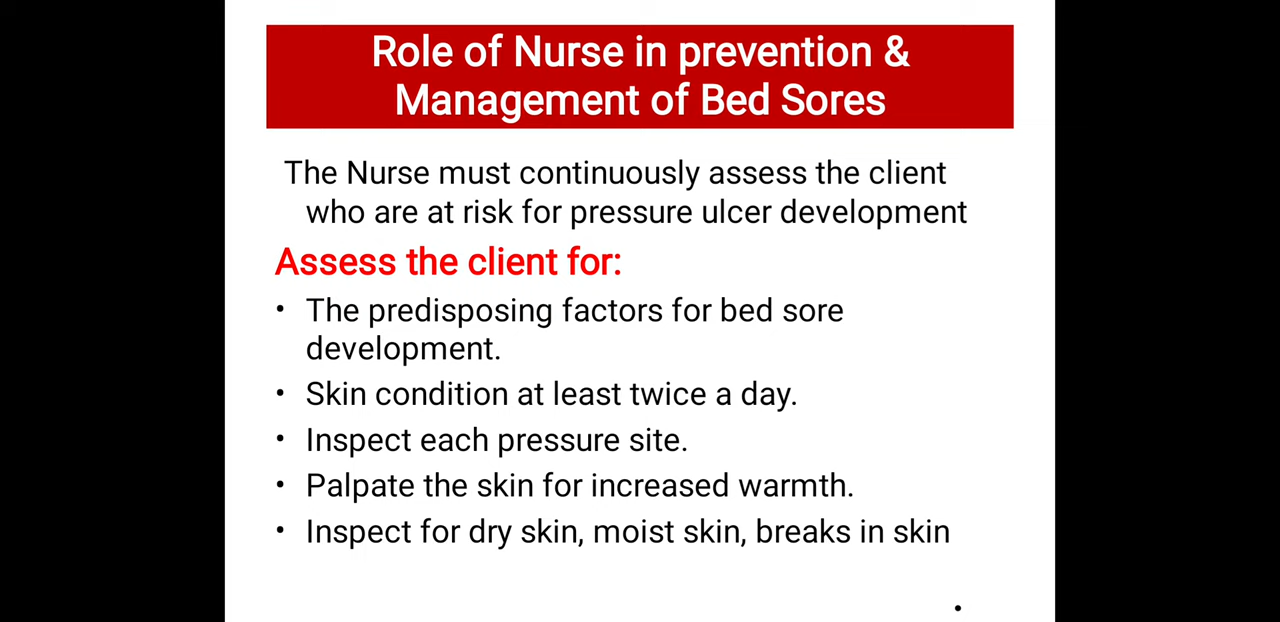 Role of Nurse in prevention &
Management of Bed Sores
The Nurse must continuously assess the client
who are at risk for pressure ulcer development
Assess the client for:
• The predisposing factors for bed sore
development.
• Skin condition at least twice a day.
• Inspect each pressure site.
• Palpate the skin for increased warmth.
• Inspect for dry skin, moist skin, breaks in skin
•